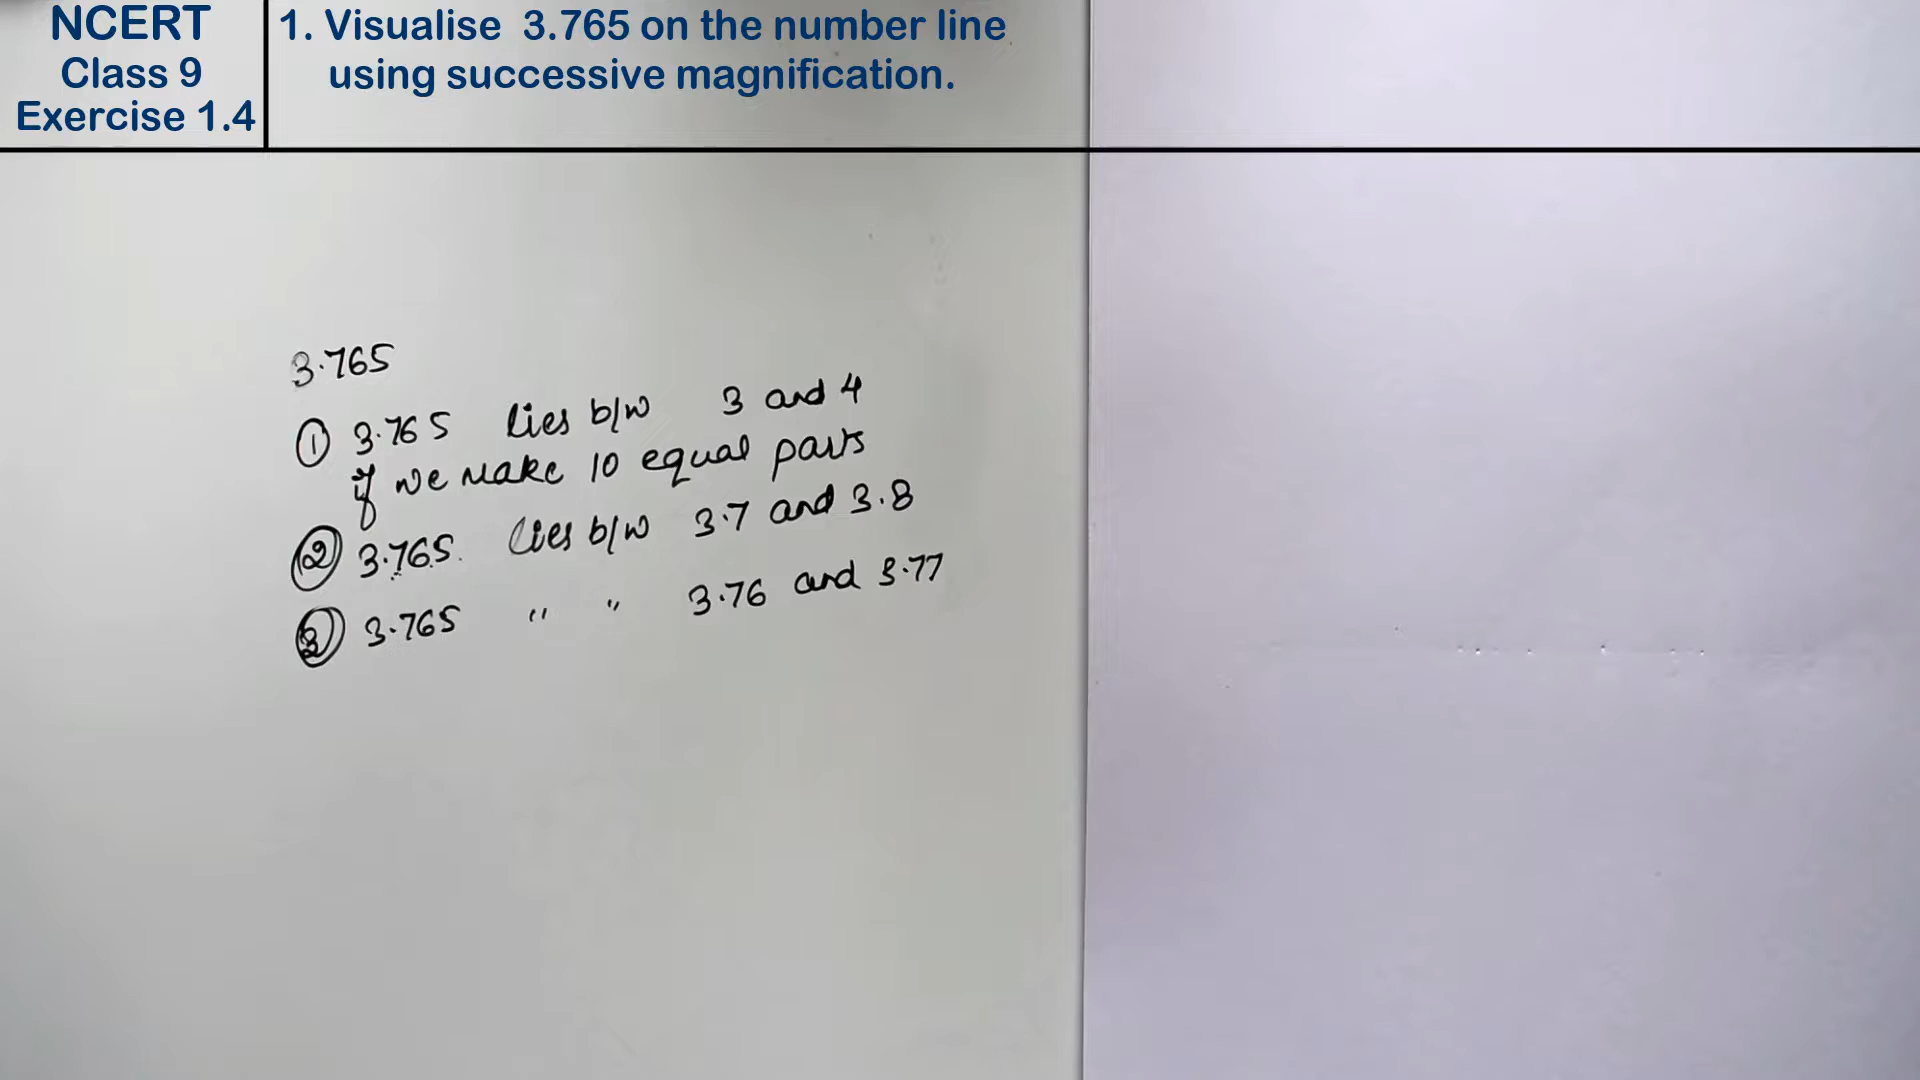 NCERT
Class 9
Exercise 1.4
1. Visualise 3.765 on the number line
using successive magnification.
3.765
① 3.765 lies b/w 3 and 4
if we make 10 equal parts
② 3.765 lies b/w 3.7 and 3.8
③ 3.765 " " 3.76 and 3.77